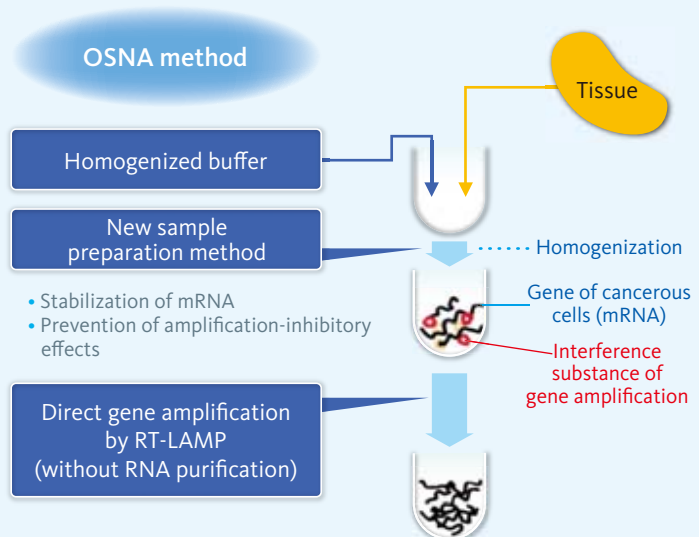 OSNA method
Tissue
Homogenized buffer
New sample
preparation method
Homogenization
• Stabilization of mRNA
• Prevention of amplification-inhibitory
effects
Gene of cancerous
cells (mRNA)
Interference
substance of
gene amplification
Direct gene amplification
by RT-LAMP
(without RNA purification)